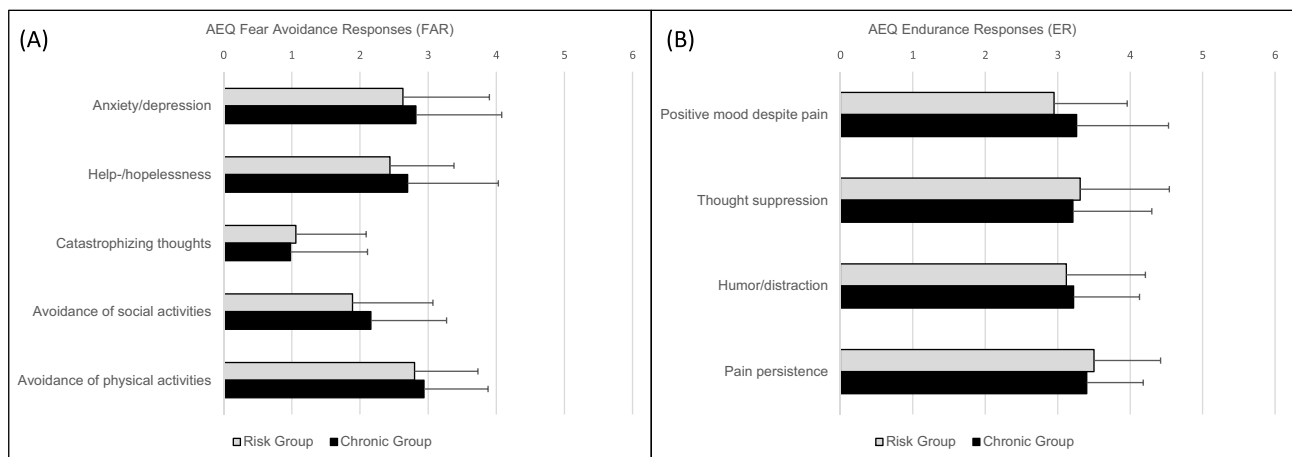 (A)
AEQ Fear Avoidance Responses (FAR)
0 1 2 3 4 5 6
Anxiety/depression
Help-/hopelessness
Catastrophizing thoughts
Avoidance of social activities
Avoidance of physical activities
Risk Group Chronic Group
(B)
AEQ Endurance Responses (ER)
0 1 2 3 4 5 6
Positive mood despite pain
Thought suppression
Humor/distraction
Pain persistence
Risk Group Chronic Group